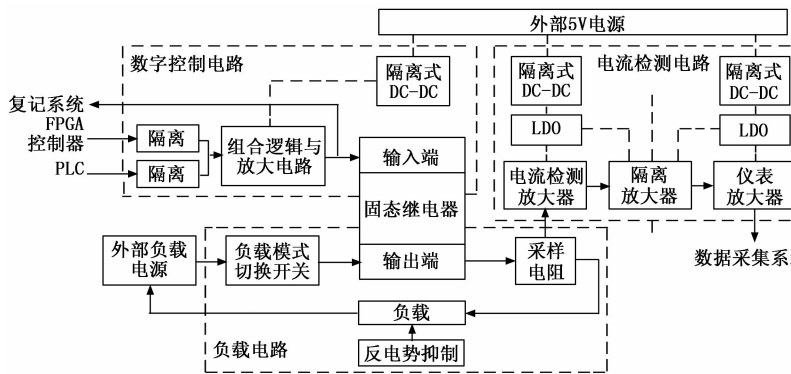 外部5V电源
数字控制电路
隔离式
DC-DC
隔离式
DC-DC
电流检测电路
隔离式
DC-DC
复记系统
FPGA
控制器
PLC
隔离
隔离
组合逻辑与
放大电路
输入端
固态继电器
输出端
LDO
LDO
电流检测
放大器
隔离
放大器
仪表
放大器
外部负载
电源
负载模式
切换开关
采样
电阻
数据采集系
负载
反电势抑制
负载电路